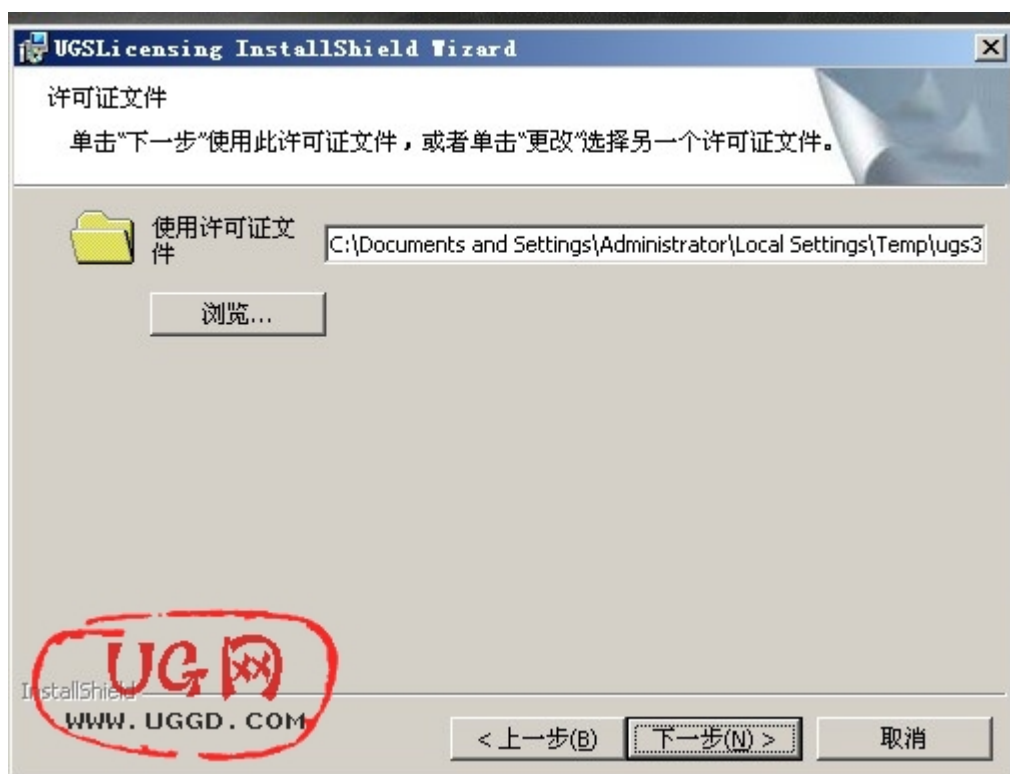 UGSLicensing InstallShield Wizard
许可证文件
单击“下一步”使用此许可证文件，或者单击“更改”选择另一个许可证文件。
使用许可证文
件
C:\Documents and Settings\Administrator\Local Settings\Temp\ugs3
浏览...
UG网
InstallShield
WWW.UGGD.COM
< 上一步(B)
下一步(N) >
取消